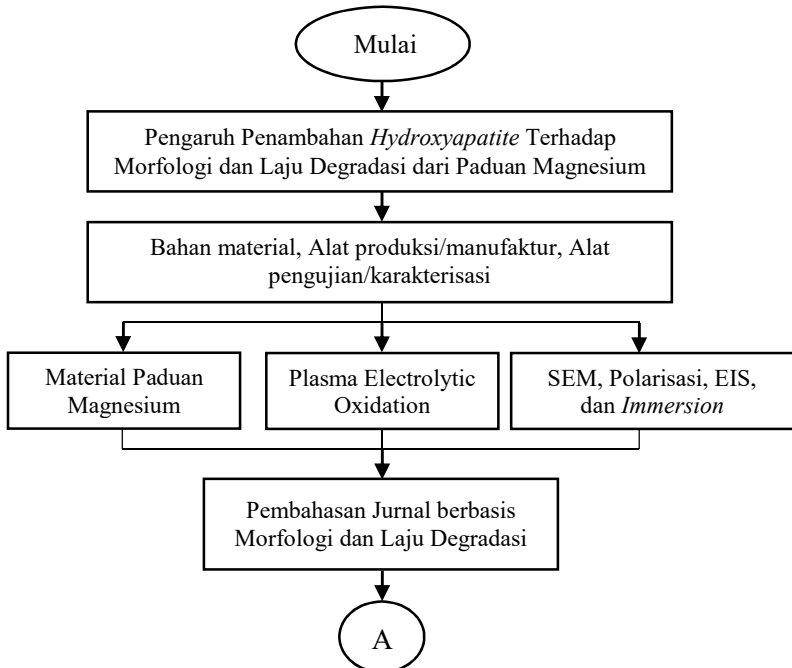 Mulai
Pengaruh Penambahan Hydroxyapatite Terhadap
Morfologi dan Laju Degradasi dari Paduan Magnesium
Bahan material, Alat produksi/manufaktur, Alat
pengujian/karakterisasi
Material Paduan
Magnesium
Plasma Electrolytic
Oxidation
SEM, Polarisasi, EIS,
dan Immersion
Pembahasan Jurnal berbasis
Morfologi dan Laju Degradasi
A